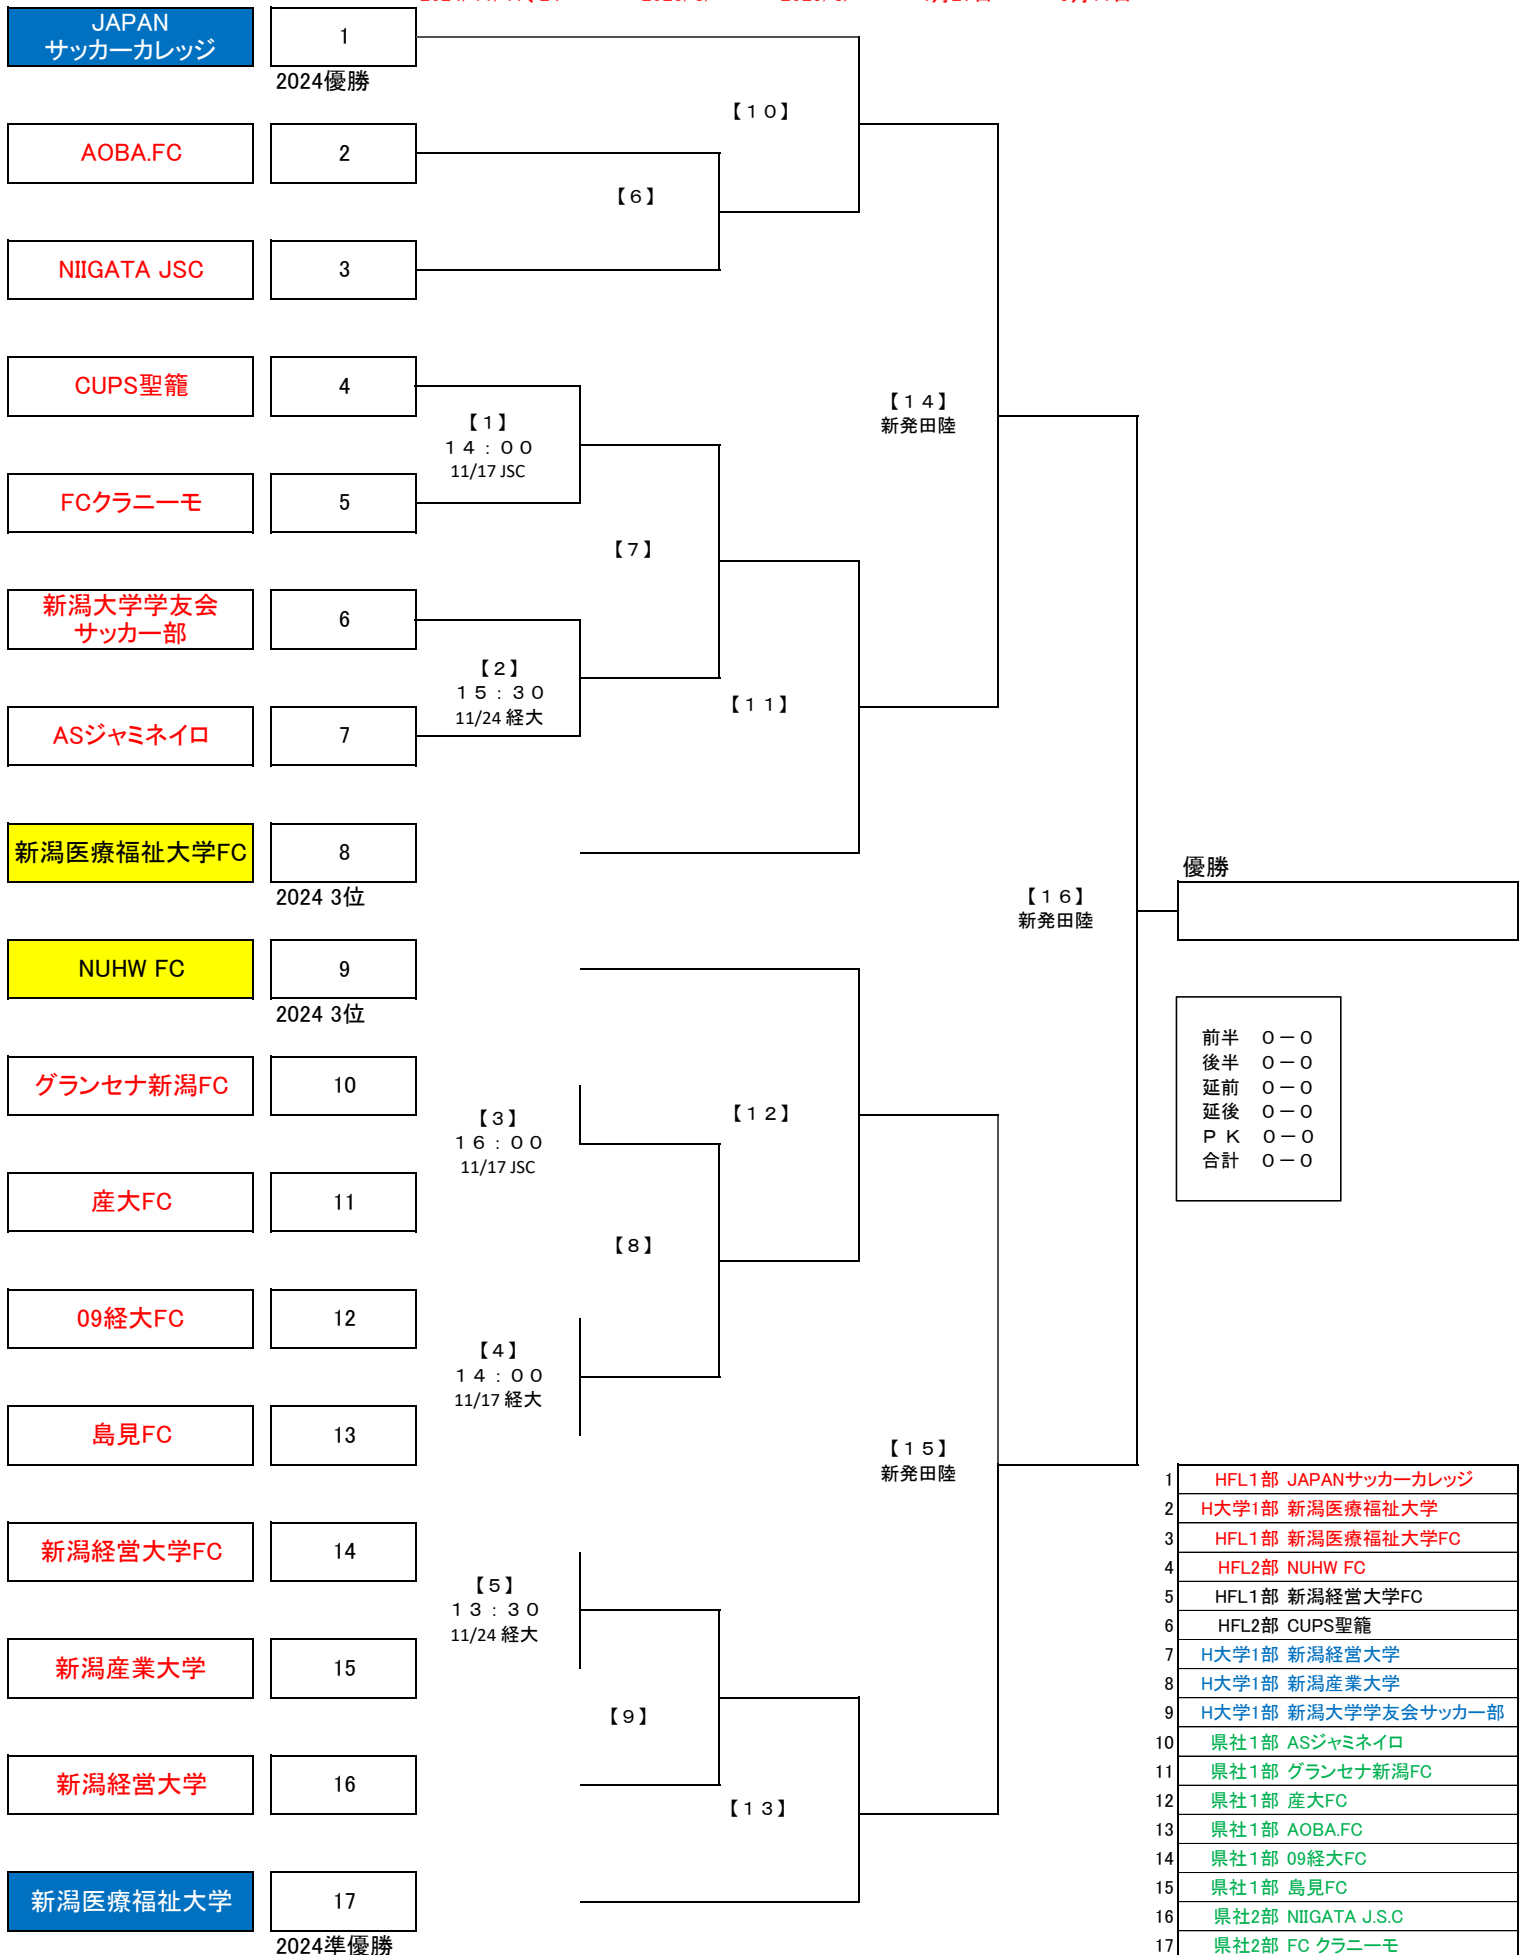 JAPAN
サッカーカレッジ
1
2024優勝
【１０】
AOBA.FC
2
【６】
NIIGATA JSC
3
CUPS聖籠
4
【１】
１４：００
11/17 JSC
【１４】
新発田陸
FCクラニーモ
5
【７】
新潟大学学友会
サッカー部
6
【２】
１５：３０
11/24 経大
【１１】
ASジャミネイロ
7
新潟医療福祉大学FC
8
2024 3位
優勝
【１６】
新発田陸
NUHW FC
9
2024 3位
前半　０－０
後半　０－０
延前　０－０
延後　０－０
ＰＫ　０－０
合計　０－０
グランセナ新潟FC
10
【３】
１６：００
11/17 JSC
【１２】
産大FC
11
【８】
09経大FC
12
【４】
１４：００
11/17 経大
島見FC
13
【１５】
新発田陸
新潟経営大学FC
14
【５】
１３：３０
11/24 経大
新潟産業大学
15
【９】
新潟経営大学
16
【１３】
新潟医療福祉大学
17
2024準優勝
1 HFL１部 JAPANサッカーカレッジ
2 H大学1部 新潟医療福祉大学
3 HFL１部 新潟医療福祉大学FC
4 HFL2部 NUHW FC
5 HFL１部 新潟経営大学FC
6 HFL2部 CUPS聖籠
7 H大学1部 新潟経営大学
8 H大学1部 新潟産業大学
9 H大学1部 新潟大学学友会サッカー部
10 県社１部 ASジャミネイロ
11 県社１部 グランセナ新潟FC
12 県社１部 産大FC
13 県社１部 AOBA.FC
14 県社１部 09経大FC
15 県社１部 島見FC
16 県社2部 NIIGATA J.S.C
17 県社2部 FC クラニーモ